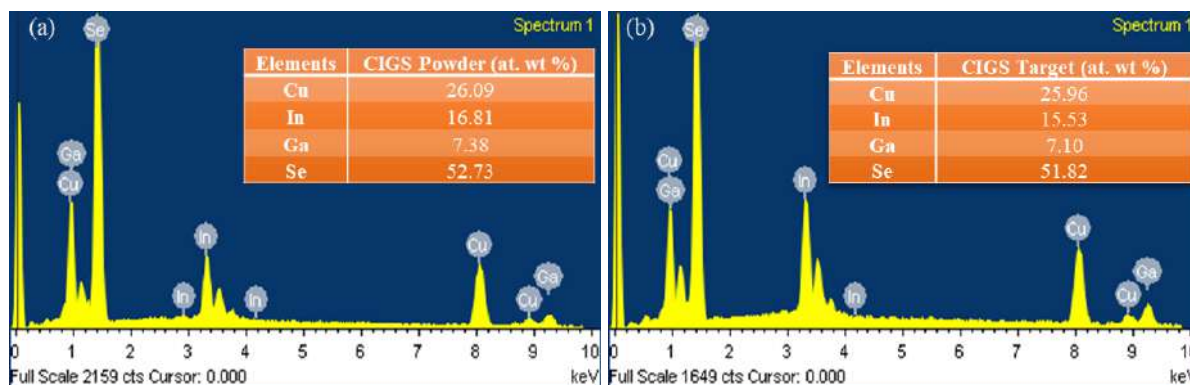 (a)
Spectrum 1
Se
Elements CIGS Powder (at. wt %)
Cu 26.09
In 16.81
Ga 7.38
Se 52.73
Ga
Cu
In
In
In
Cu
Cu
Ga
0 1 2 3 4 5 6 7 8 9 10
Full Scale 2159 cts Cursor: 0.000 keV
(b)
Spectrum 1
Se
Elements CIGS Target (at. wt %)
Cu 25.96
In 15.53
Ga 7.10
Se 51.82
Cu
Ga
In
In
Cu
Cu
Ga
0 1 2 3 4 5 6 7 8 9 10
Full Scale 1649 cts Cursor: 0.000 keV